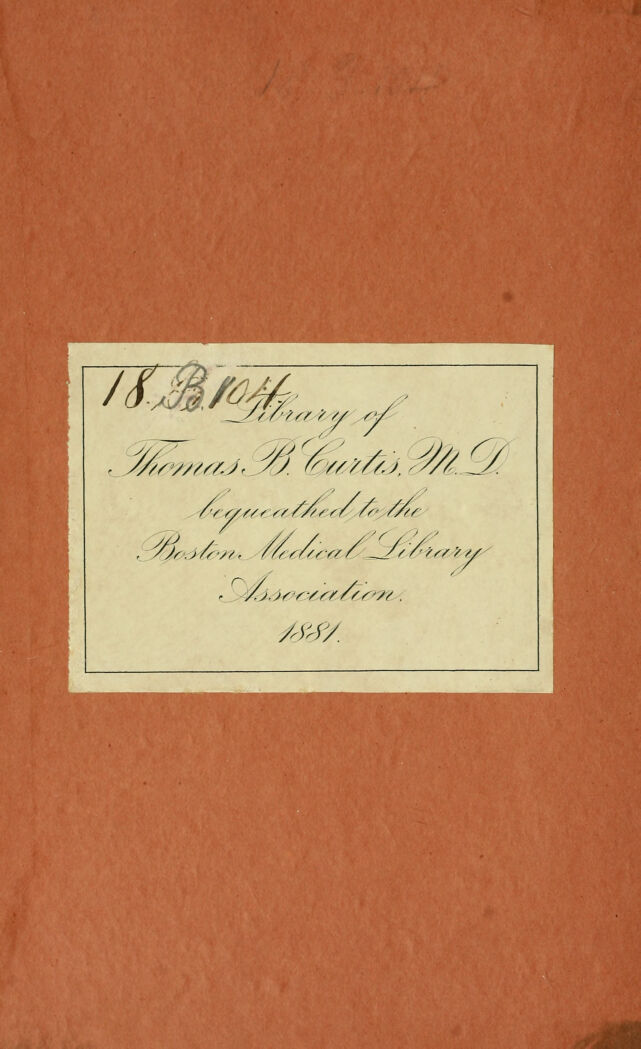 18. B. 104.
Library of
Thomas B. Curtis, M.D.
bequeathed to the
Boston Medical Library
Association.
1881.